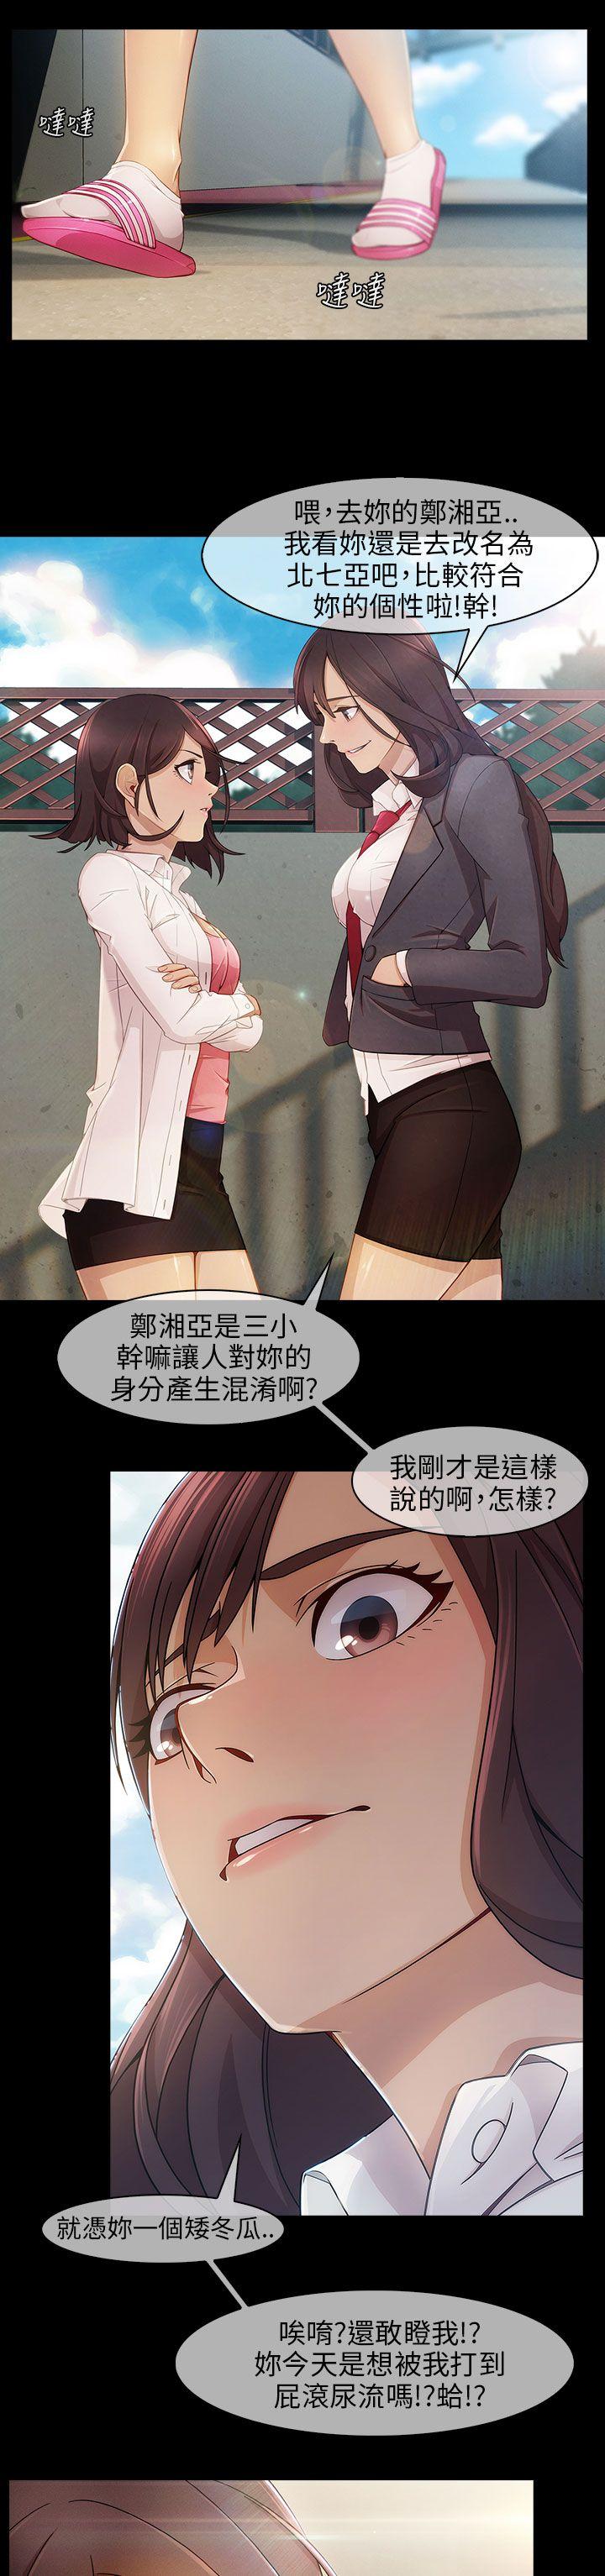 噠噠
噠噠
喂,去妳的鄭湘亞..
我看妳還是去改名為
北七亞吧,比較符合
妳的個性啦!幹!
鄭湘亞是三小
幹嘛讓人對妳的
身分產生混淆啊?
我剛才是這樣
說的啊,怎樣?
就憑妳一個矮冬瓜..
唉唷?還敢瞪我!?
妳今天是想被我打到
屁滾尿流嗎!?蛤!?